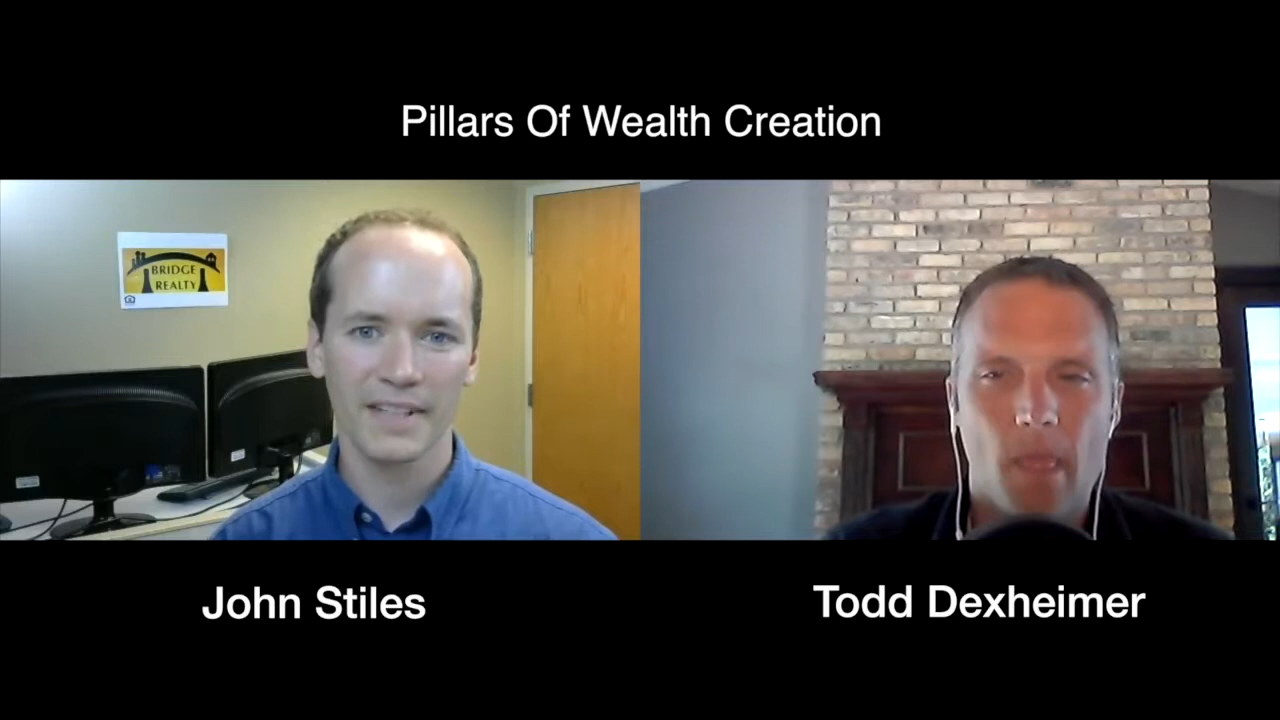 Pillars Of Wealth Creation
BRIDGE
REALTY
John Stiles
Todd Dexheimer